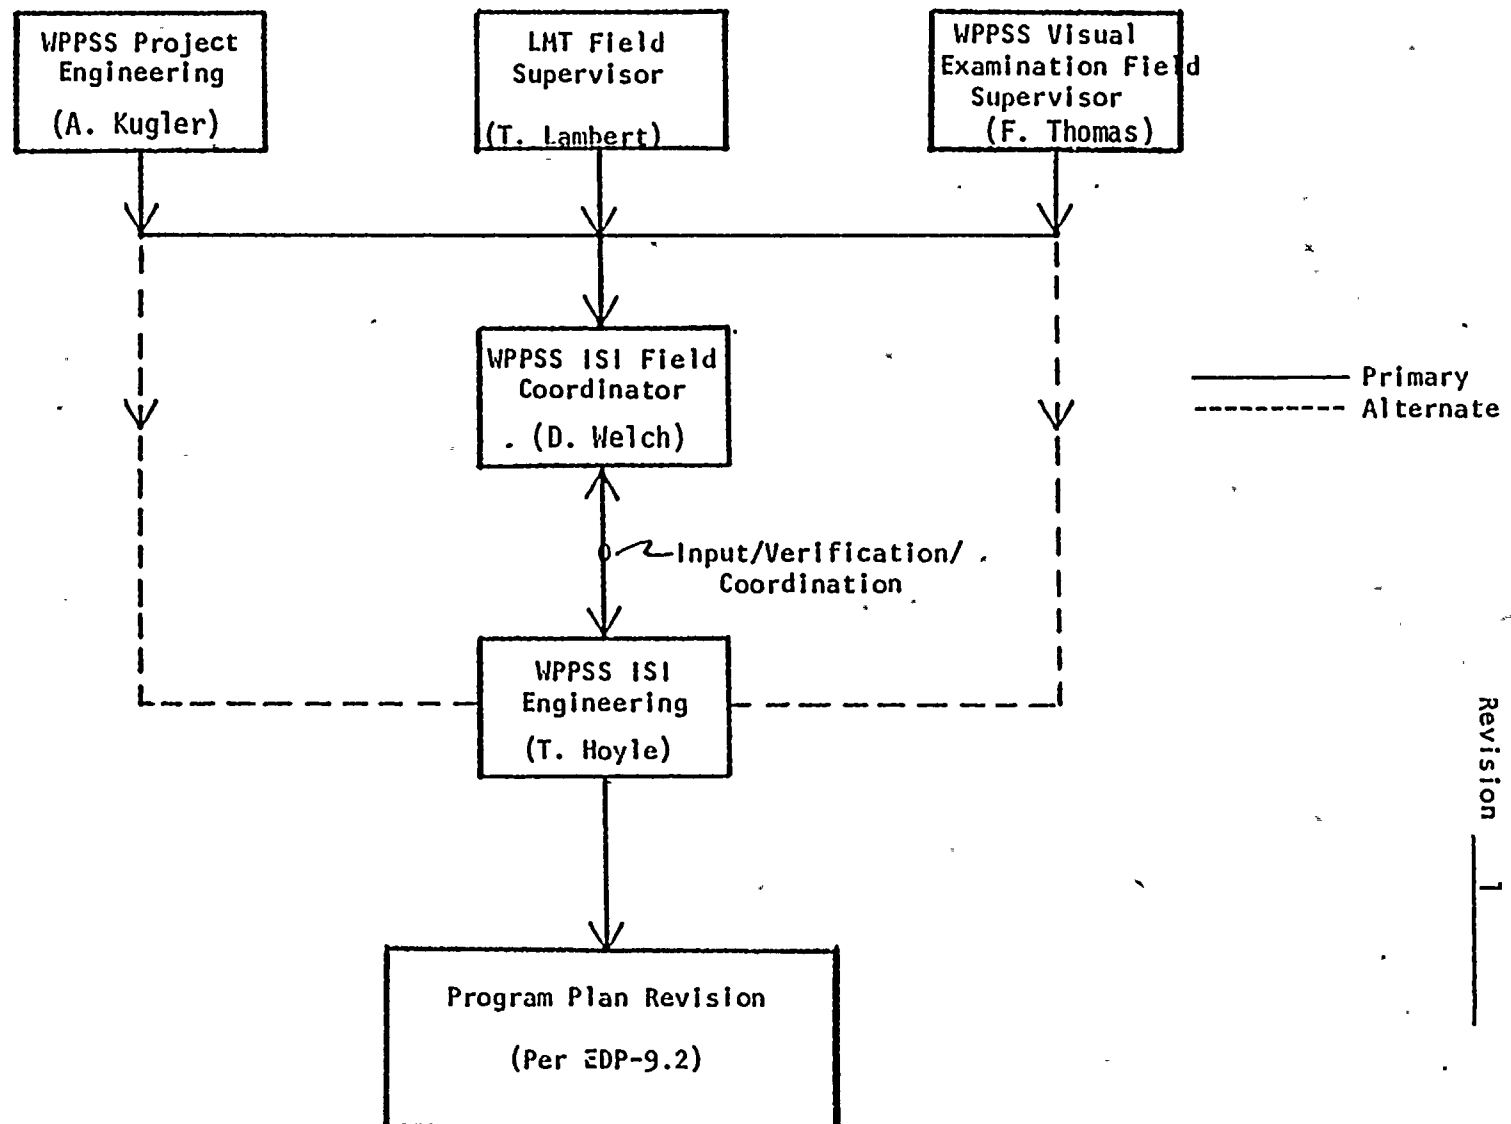 WPPSS Project
Engineering
(A. Kugler)
LMT Field
Supervisor
(T. Lambert)
WPPSS Visual
Examination Field
Supervisor
(F. Thomas)
WPPSS ISI Field
Coordinator
(D. Welch)
Primary
Alternate
Input/Verification/
Coordination
WPPSS ISI
Engineering
(T. Hoyle)
Revision 1
Program Plan Revision
(Per EDP-9.2)